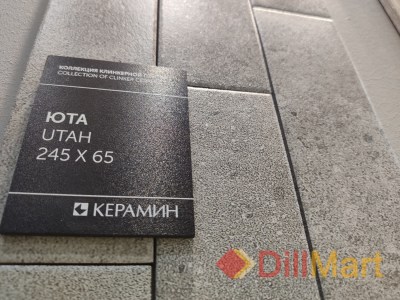 КОЛЛЕКЦИЯ КЛИНКЕРНОЙ
COLLECTION OF CLINKER
ЮТА
UTAH
245 X 65
КЕРАМИН
DillMart